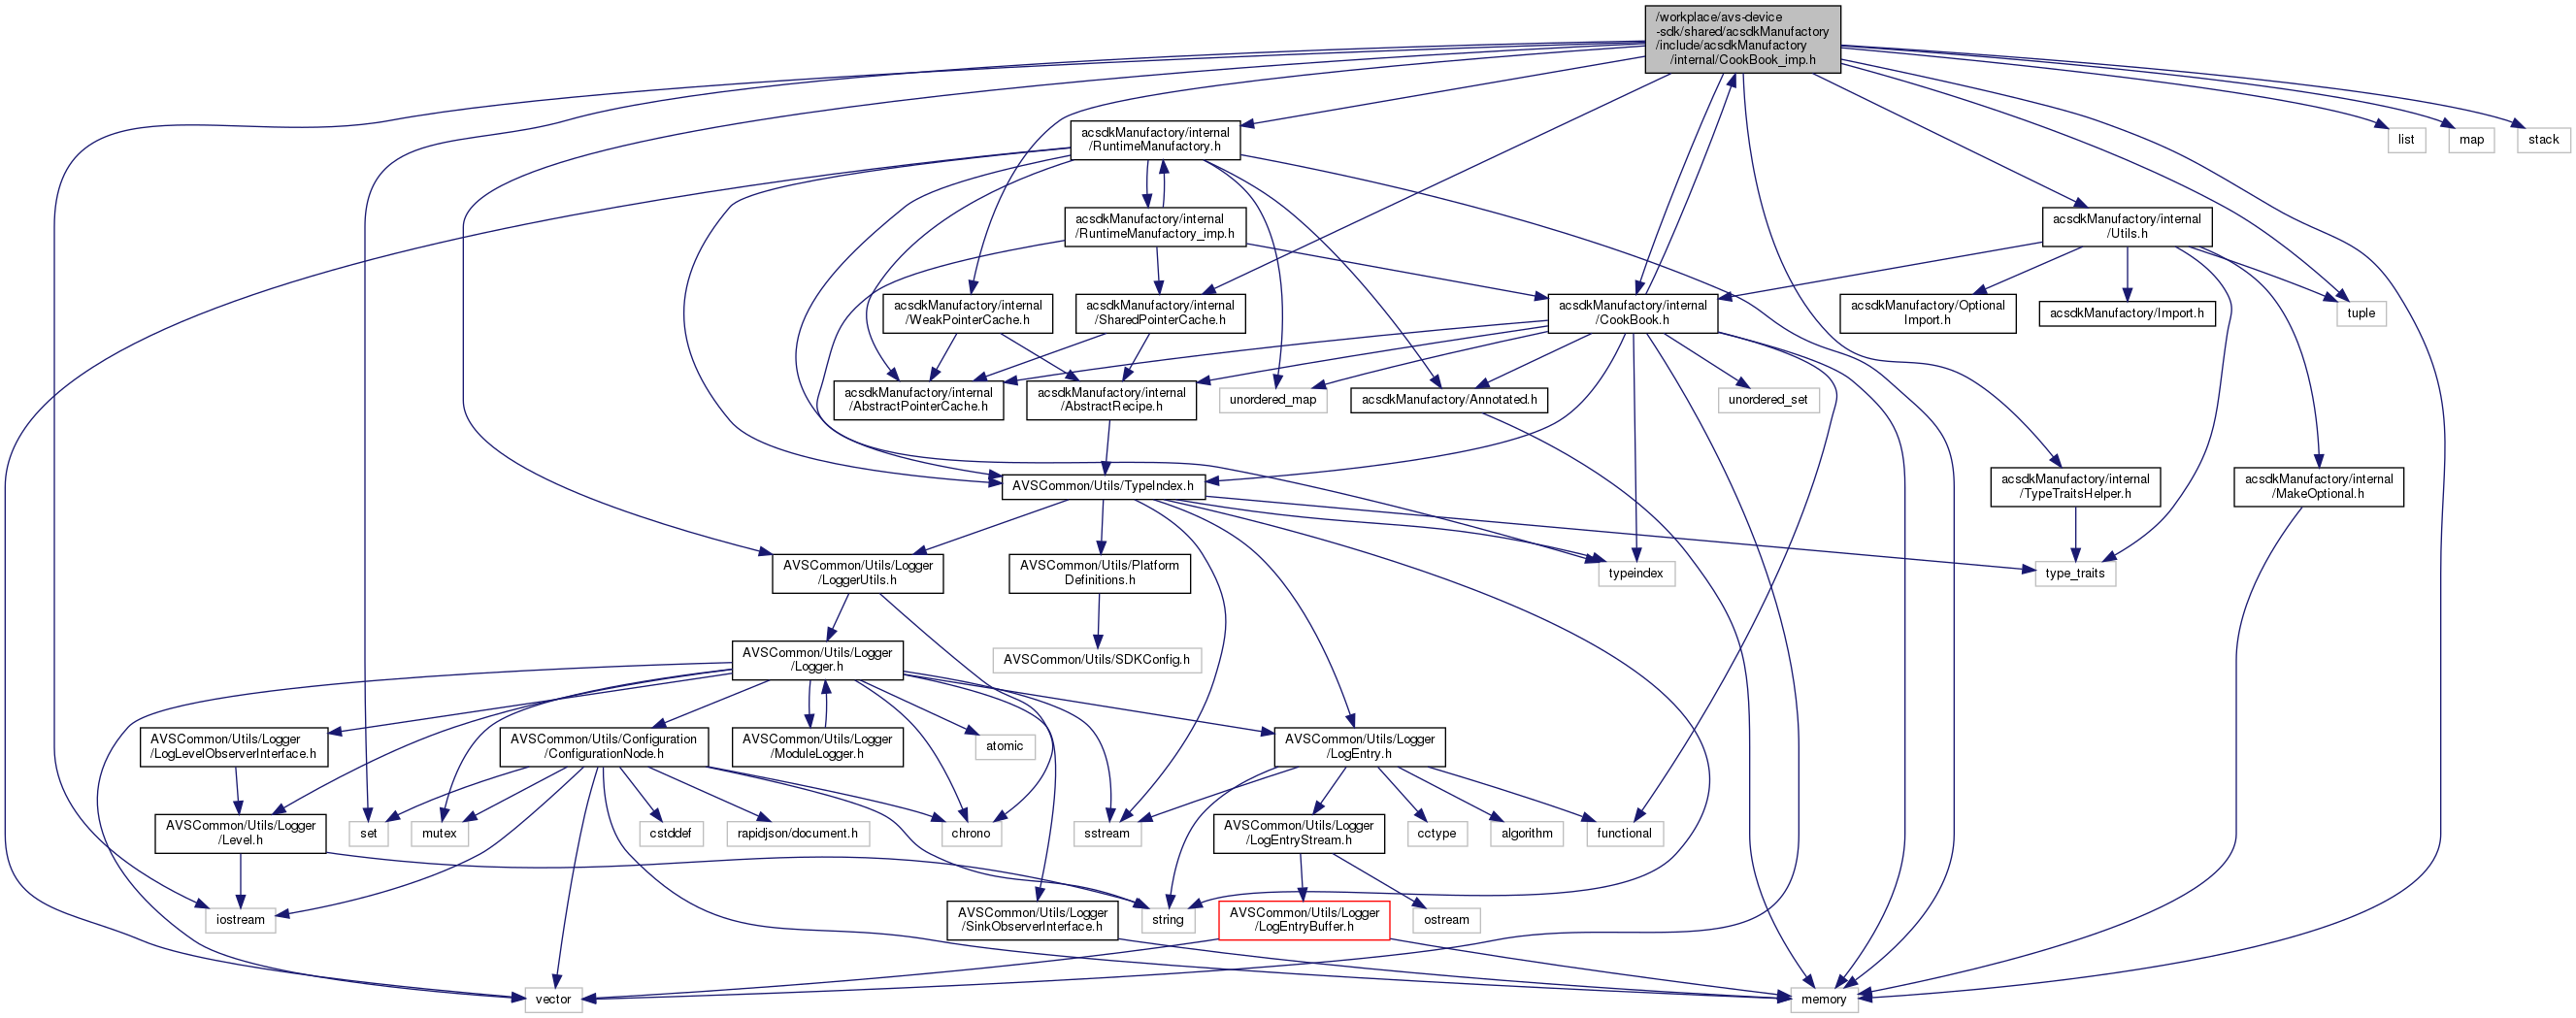 /workplace/avs-device
-sdk/shared/acsdkManufactory
/include/acsdkManufactory
/internal/CookBook_imp.h
acsdkManufactory/internal
/RuntimeManufactory.h
list
map
stack
acsdkManufactory/internal
/RuntimeManufactory_imp.h
acsdkManufactory/internal
/Utils.h
acsdkManufactory/internal
/WeakPointerCache.h
acsdkManufactory/internal
/SharedPointerCache.h
acsdkManufactory/internal
/CookBook.h
acsdkManufactory/Optional
Import.h
acsdkManufactory/Import.h
tuple
acsdkManufactory/internal
/AbstractPointerCache.h
acsdkManufactory/internal
/AbstractRecipe.h
unordered_map
acsdkManufactory/Annotated.h
unordered_set
AVSCommon/Utils/TypeIndex.h
acsdkManufactory/internal
/TypeTraitsHelper.h
acsdkManufactory/internal
/MakeOptional.h
AVSCommon/Utils/Logger
/LoggerUtils.h
AVSCommon/Utils/Platform
Definitions.h
typeindex
type_traits
AVSCommon/Utils/Logger
/Logger.h
AVSCommon/Utils/SDKConfig.h
AVSCommon/Utils/Logger
/LogLevelObserverInterface.h
AVSCommon/Utils/Configuration
/ConfigurationNode.h
AVSCommon/Utils/Logger
/ModuleLogger.h
atomic
AVSCommon/Utils/Logger
/LogEntry.h
AVSCommon/Utils/Logger
/Level.h
set
mutex
cstddef
rapidjson/document.h
chrono
sstream
AVSCommon/Utils/Logger
/LogEntryStream.h
cctype
algorithm
functional
iostream
AVSCommon/Utils/Logger
/SinkObserverInterface.h
string
AVSCommon/Utils/Logger
/LogEntryBuffer.h
ostream
vector
memory